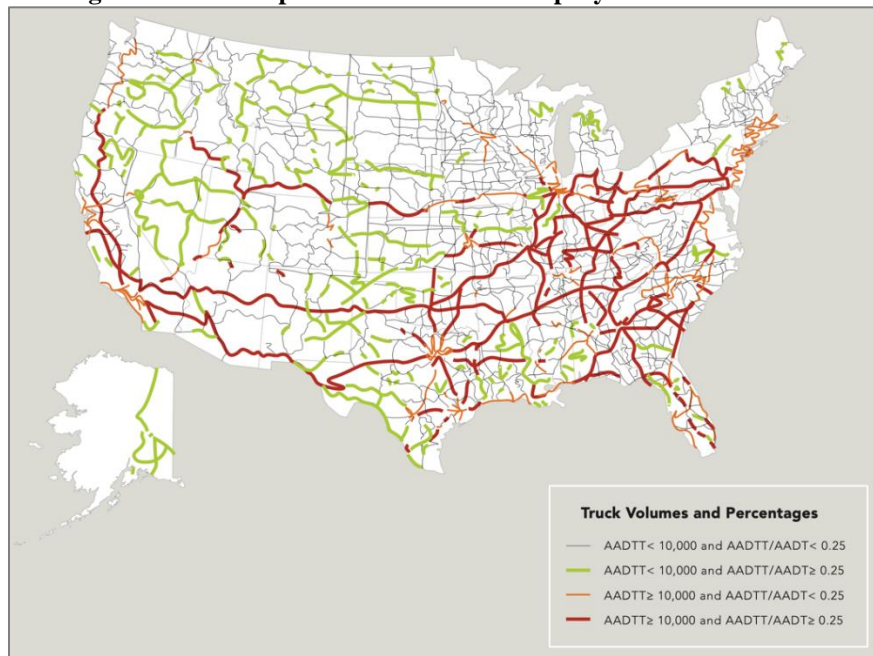 Truck Volumes and Percentages
AADTT< 10,000 and AADTT/AADT< 0.25
AADTT< 10,000 and AADTT/AADT≥ 0.25
AADTT≥ 10,000 and AADTT/AADT< 0.25
AADTT≥ 10,000 and AADTT/AADT≥ 0.25